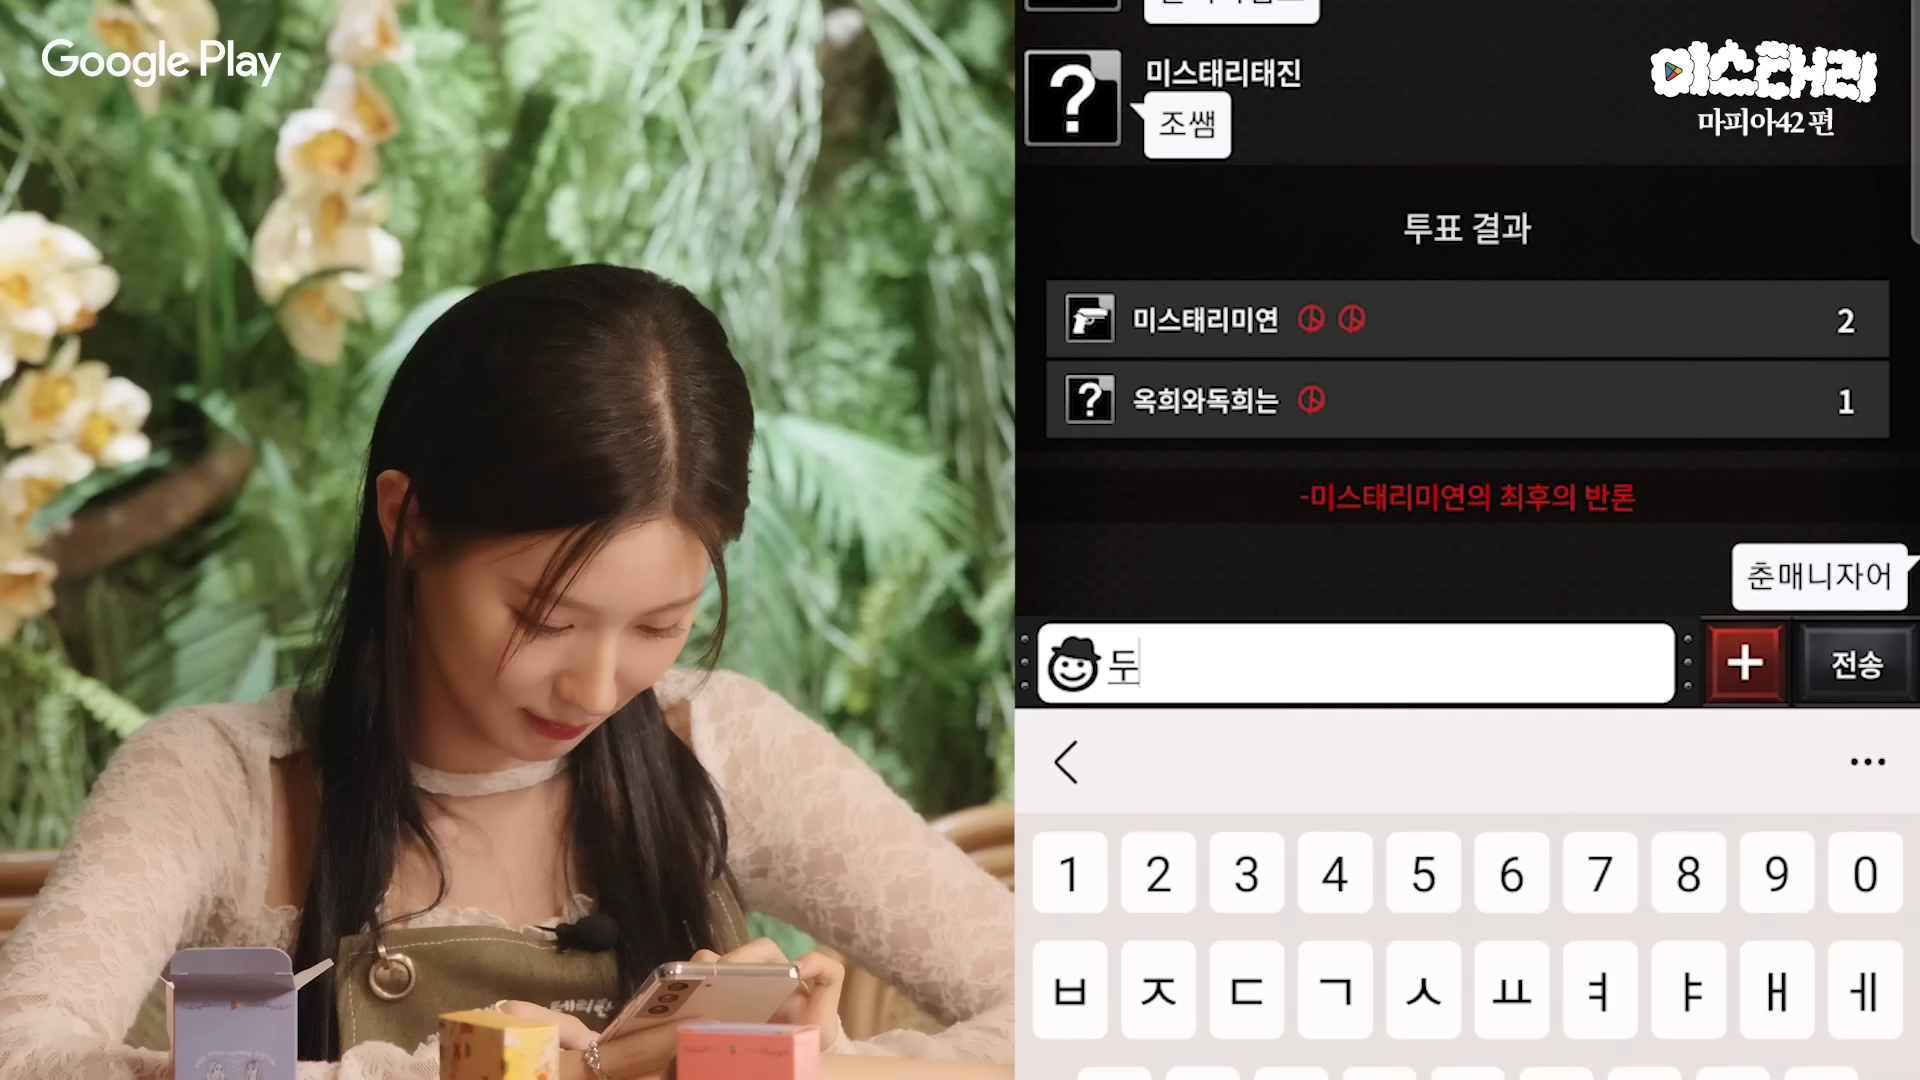 Google Play
미스태리
마피아42 편
미스태리태진
?
조쌤
투표 결과
미스태리미연 2
? 옥희와독희는 1
-미스태리미연의 최후의 반론
춘매니자어
두
+ 전송
1 2 3 4 5 6 7 8 9 0
ㅂ ㅈ ㄷ ㄱ ㅅ ㅛ ㅕ ㅑ ㅐ ㅔ